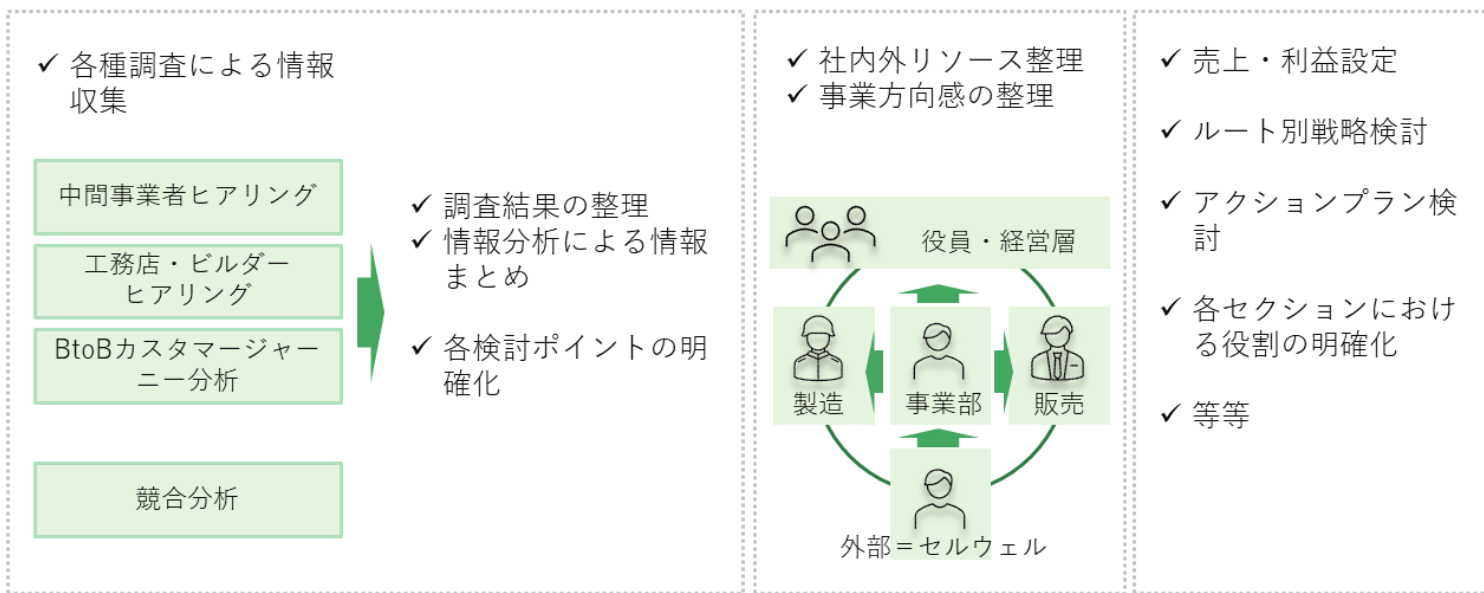 ✓ 各種調査による情報
収集
中間事業者ヒアリング
工務店・ビルダー
ヒアリング
BtoBカスタマージャー
ニー分析
競合分析
✓ 調査結果の整理
✓ 情報分析による情報
まとめ
✓ 各検討ポイントの明
確化
✓ 社内外リソース整理
✓ 事業方向感の整理
役員・経営層
製造
事業部
販売
外部＝セルウェル
✓ 売上・利益設定
✓ ルート別戦略検討
✓ アクションプラン検
討
✓ 各セクションにおけ
る役割の明確化
✓ 等等